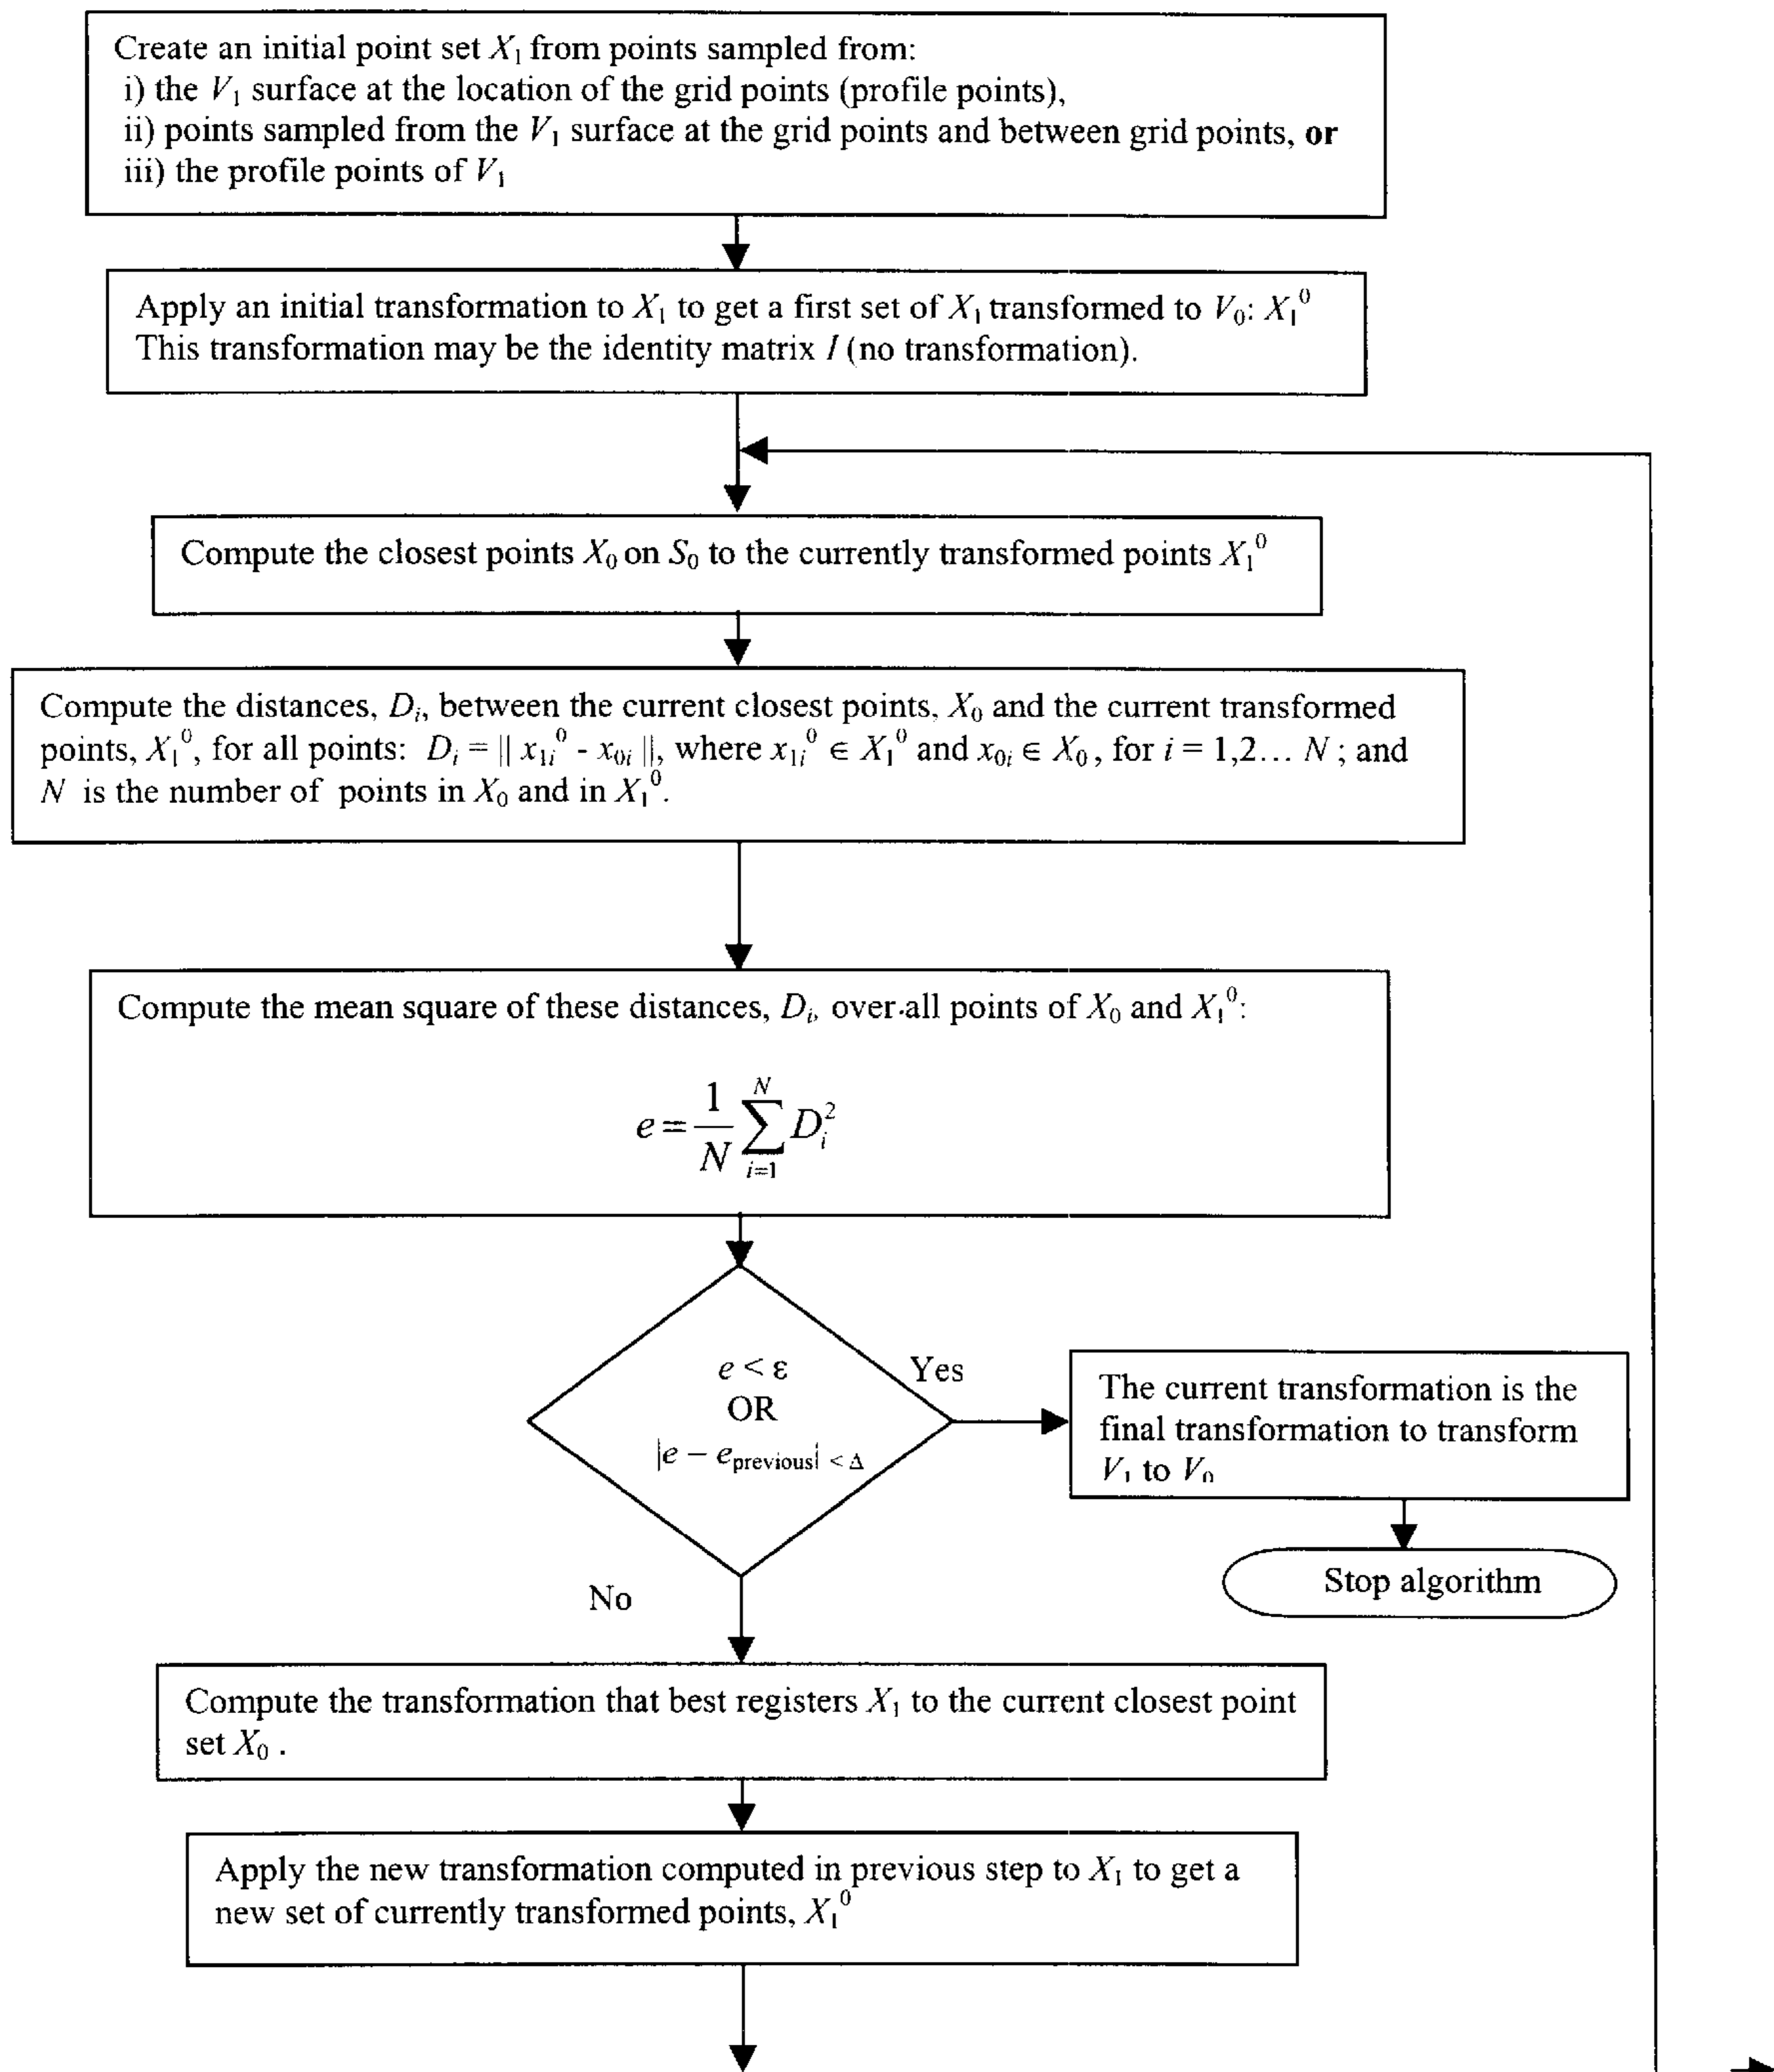 Create an initial point set X₁ from points sampled from:
i) the V₁ surface at the location of the grid points (profile points),
ii) points sampled from the V₁ surface at the grid points and between grid points, or
iii) the profile points of V₁
Apply an initial transformation to X₁ to get a first set of X₁ transformed to V₀: X₁⁰
This transformation may be the identity matrix I (no transformation).
Compute the closest points X₀ on S₀ to the currently transformed points X₁⁰
Compute the distances, Dᵢ, between the current closest points, X₀ and the current transformed
points, X₁⁰, for all points: Dᵢ = || x₁ᵢ⁰ - x₀ᵢ ||, where x₁ᵢ⁰ ∈ X₁⁰ and x₀ᵢ ∈ X₀ , for i = 1,2… N ; and
N is the number of points in X₀ and in X₁⁰.
Compute the mean square of these distances, Dᵢ, over all points of X₀ and X₁⁰:
e = 1/N ∑_{i=1}^{N} Dᵢ²
e < ε
OR
|e − e_previous| < Δ
Yes
The current transformation is the
final transformation to transform
V₁ to V₀
Stop algorithm
No
Compute the transformation that best registers X₁ to the current closest point
set X₀ .
Apply the new transformation computed in previous step to X₁ to get a
new set of currently transformed points, X₁⁰